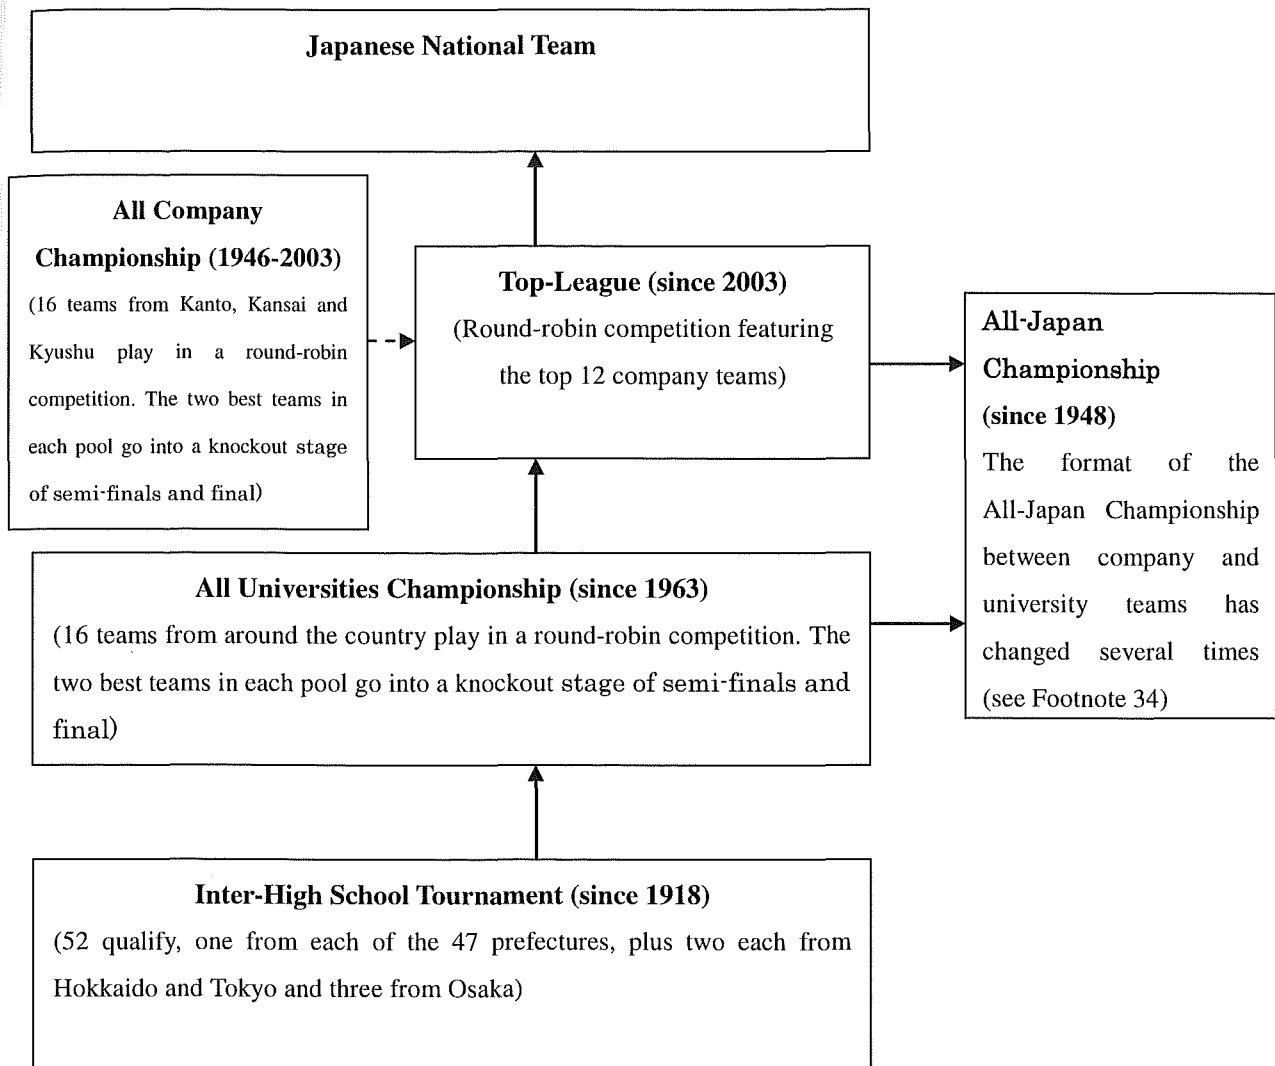 Japanese National Team
All Company
Championship (1946-2003)
(16 teams from Kanto, Kansai and
Kyushu play in a round-robin
competition. The two best teams in
each pool go into a knockout stage
of semi-finals and final)
Top-League (since 2003)
(Round-robin competition featuring
the top 12 company teams)
All-Japan
Championship
(since 1948)
The format of the
All-Japan Championship
between company and
university teams has
changed several times
(see Footnote 34)
All Universities Championship (since 1963)
(16 teams from around the country play in a round-robin competition. The
two best teams in each pool go into a knockout stage of semi-finals and
final)
Inter-High School Tournament (since 1918)
(52 qualify, one from each of the 47 prefectures, plus two each from
Hokkaido and Tokyo and three from Osaka)